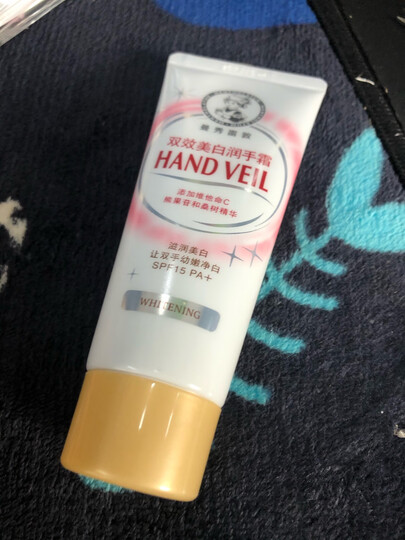 曼秀雷敦
双效美白润手霜
HAND VEIL
添加维他命C
熊果苷和桑树精华
滋润美白
让双手幼嫩净白
SPF15 PA+
WHITENING